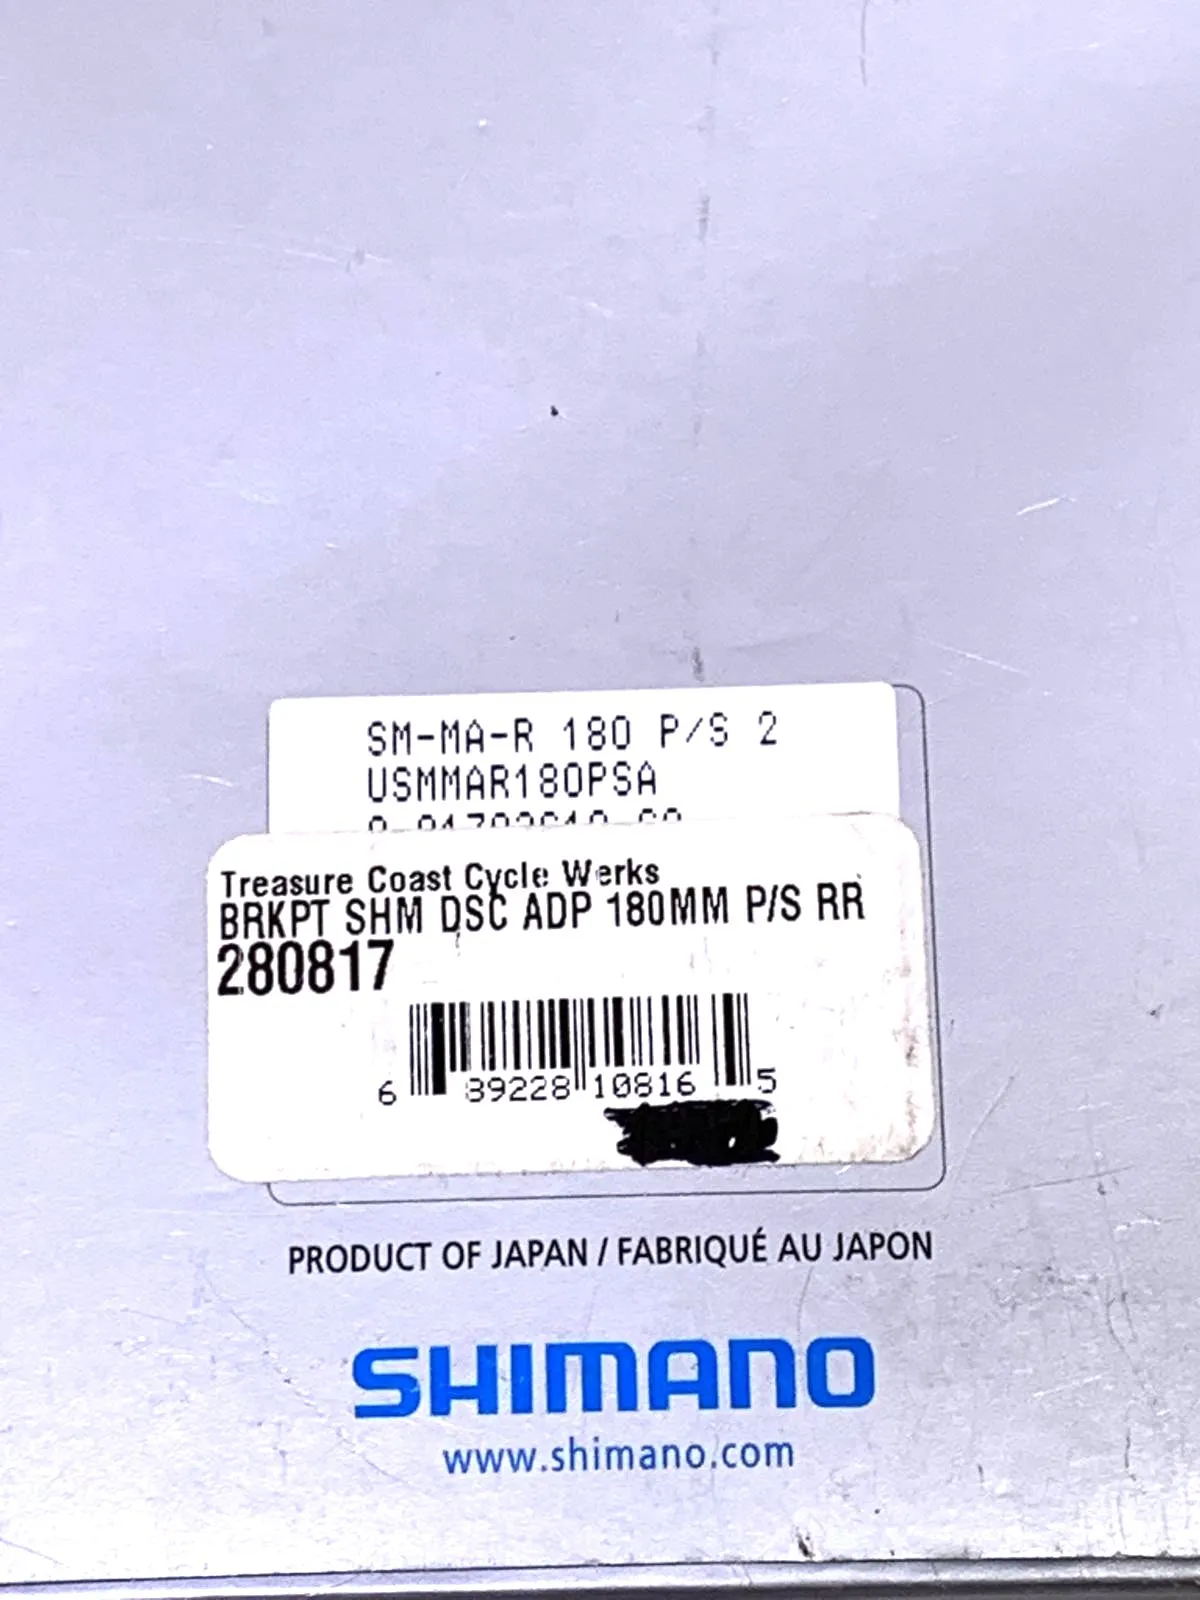 SM-MA-R 180 P/S 2
USMMAR180PSA
Treasure Coast Cycle Werks
BRKPT SHM DSC ADP 180MM P/S RR
280817
6 89228 10816 5
PRODUCT OF JAPAN / FABRIQUÉ AU JAPON
SHIMANO
www.shimano.com